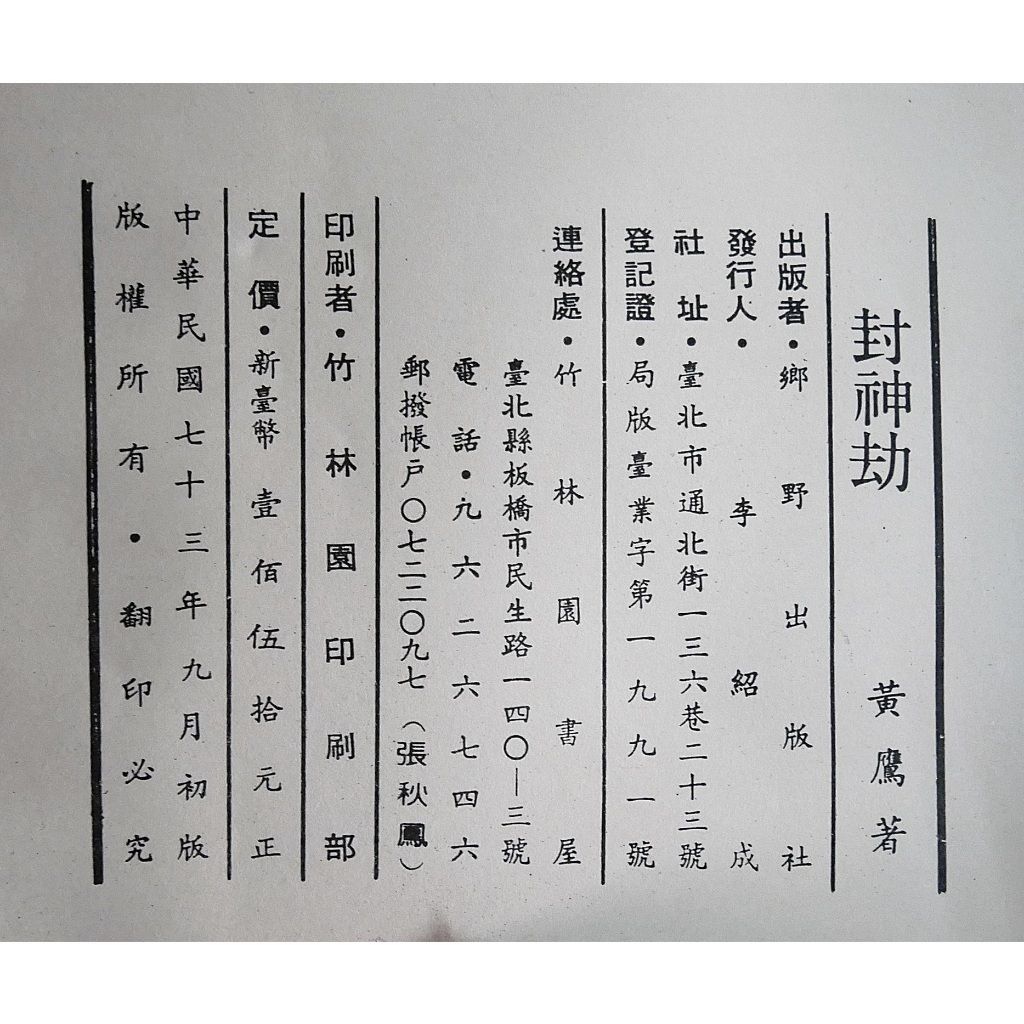 封神劫
黃鷹著
出版者・鄉野出版社
發行人・李紹成
社址・臺北市通北街一三六巷二十三號
登記證・局版臺業字第一九九一號
連絡處・竹林園書屋
臺北縣板橋市民生路一四〇—三號
電話・九六二六七四六
郵撥帳戶〇七二二〇九七（張秋鳳）
印刷者・竹林園印刷部
定價・新臺幣壹佰伍拾元正
中華民國七十三年九月初版
版權所有・翻印必究